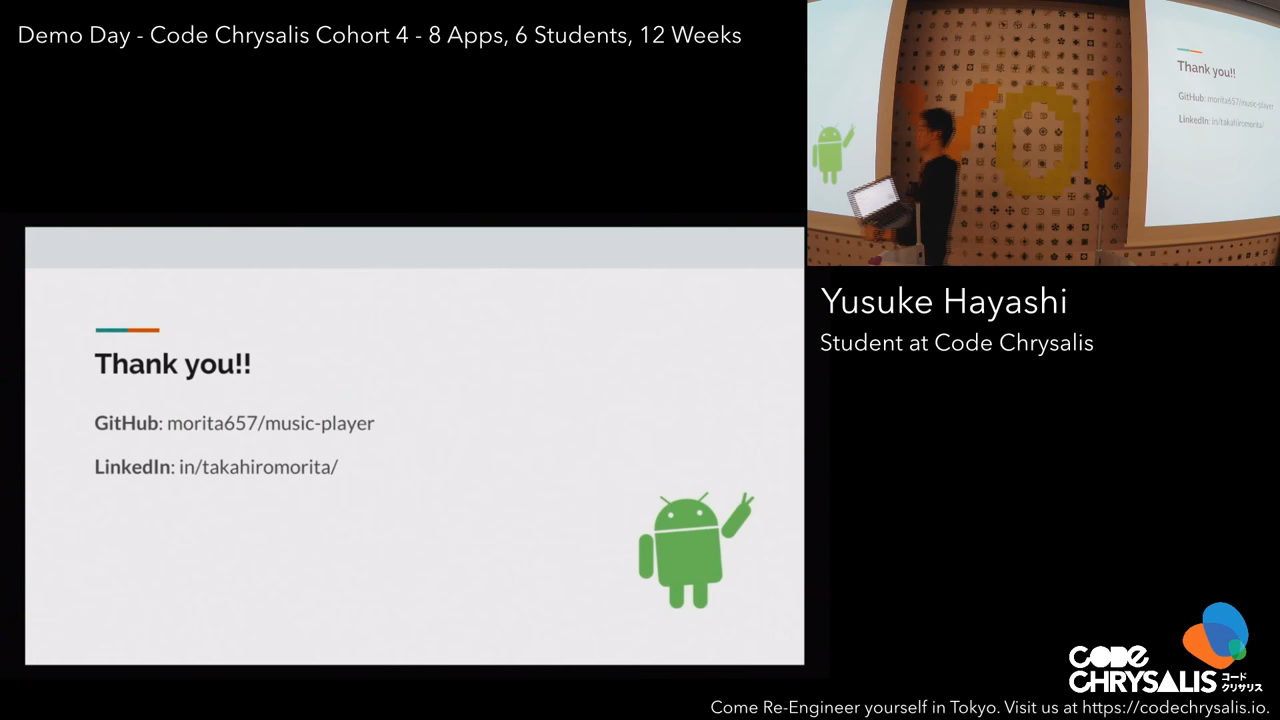 Demo Day - Code Chrysalis Cohort 4 - 8 Apps, 6 Students, 12 Weeks
Thank you!!
GitHub: morita657/music-player
LinkedIn: in/takahiromorita/
Yusuke Hayashi
Student at Code Chrysalis
Thank you!!
GitHub: morita657/music-player
LinkedIn: in/takahiromorita/
CODE
CHRYSALIS
コード
クリサリス
Come Re-Engineer yourself in Tokyo. Visit us at https://codechrysalis.io.